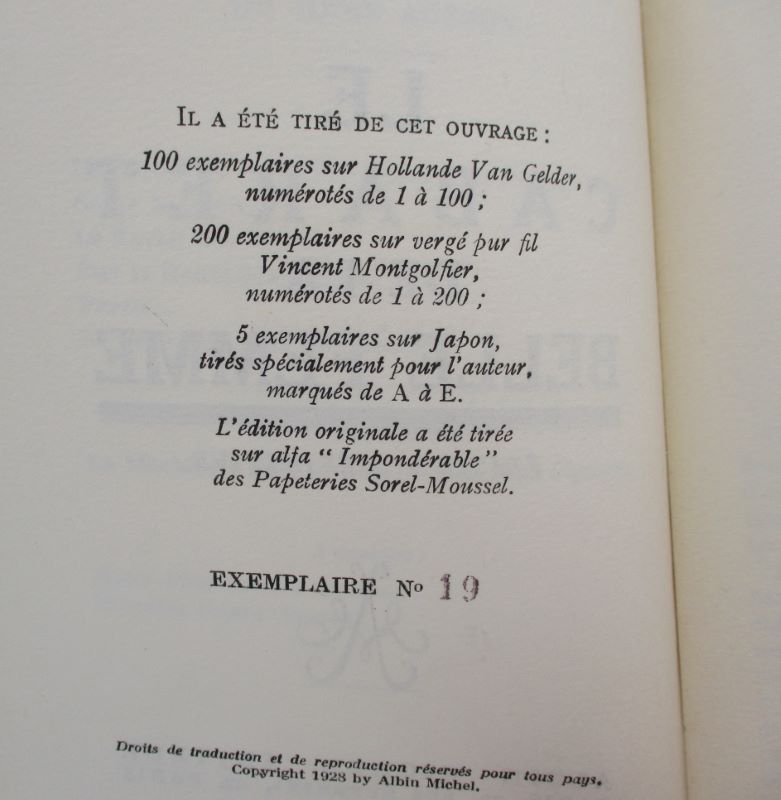 IL A ÉTÉ TIRÉ DE CET OUVRAGE :
100 exemplaires sur Hollande Van Gelder,
numérotés de 1 à 100 ;
200 exemplaires sur vergé pur fil
Vincent Montgolfier,
numérotés de 1 à 200 ;
5 exemplaires sur Japon,
tirés spécialement pour l'auteur,
marqués de A à E.
L'édition originale a été tirée
sur alfa “ Impondérable ”
des Papeteries Sorel-Moussel.
EXEMPLAIRE Nº 19
Droits de traduction et de reproduction réservés pour tous pays.
Copyright 1928 by Albin Michel.